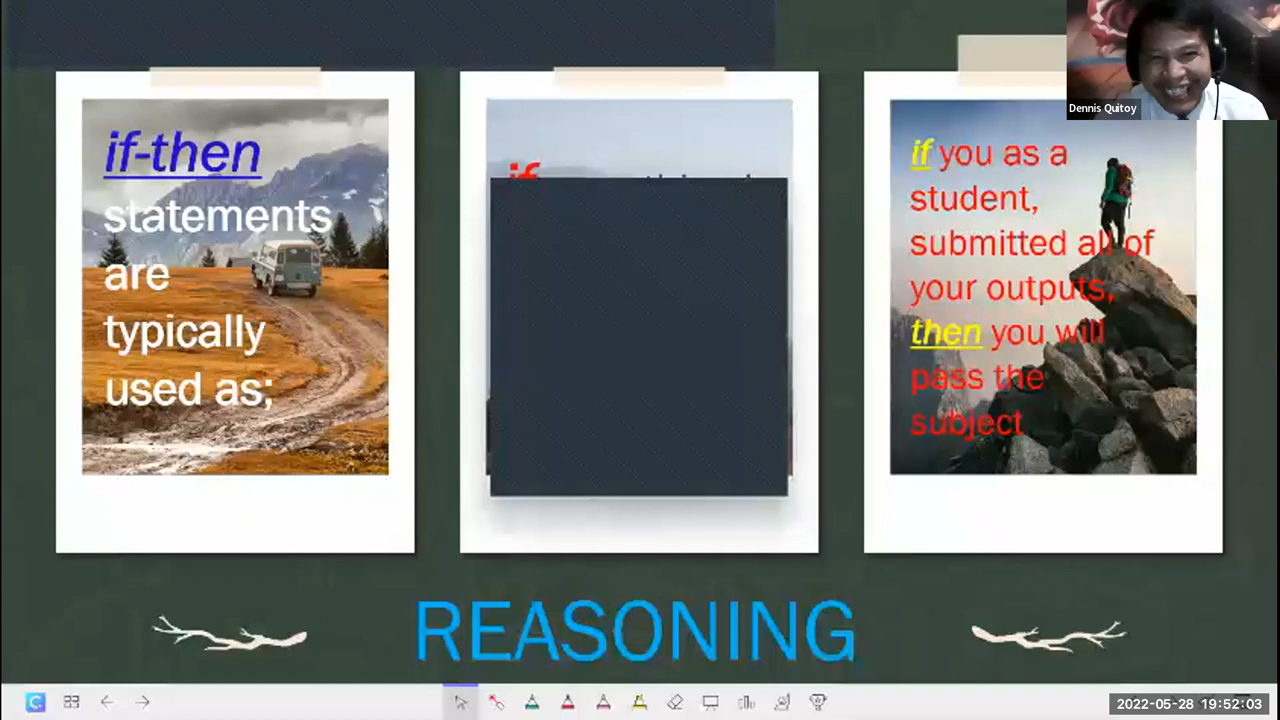 if-then
statements
are
typically
used as;
if
if you as a
student,
submitted all of
your outputs,
then you will
pass the
subject
REASONING
Dennis Quitoy
2022-05-28 19:52:03